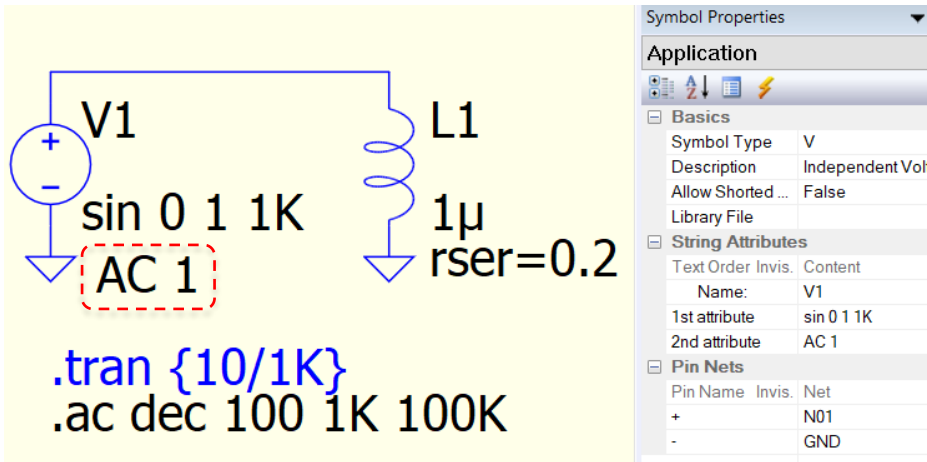 V1
+
−
sin 0 1 1K
AC 1
L1
1µ
rser=0.2
.tran {10/1K}
.ac dec 100 1K 100K
Symbol Properties
Application
Basics
Symbol Type V
Description Independent Vol
Allow Shorted ... False
Library File
String Attributes
Text Order Invis. Content
Name: V1
1st attribute sin 0 1 1K
2nd attribute AC 1
Pin Nets
Pin Name Invis. Net
+ N01
- GND